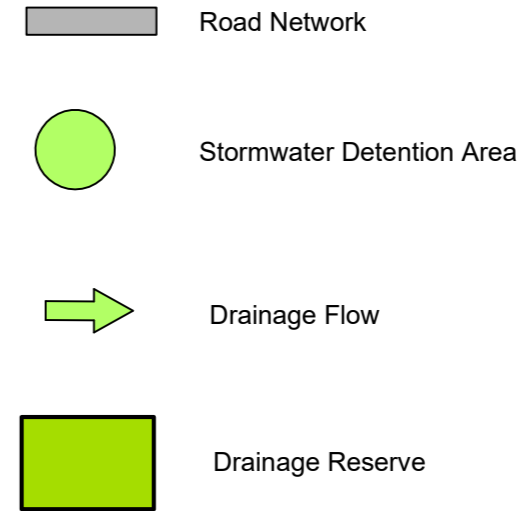 Road Network
Stormwater Detention Area
Drainage Flow
Drainage Reserve